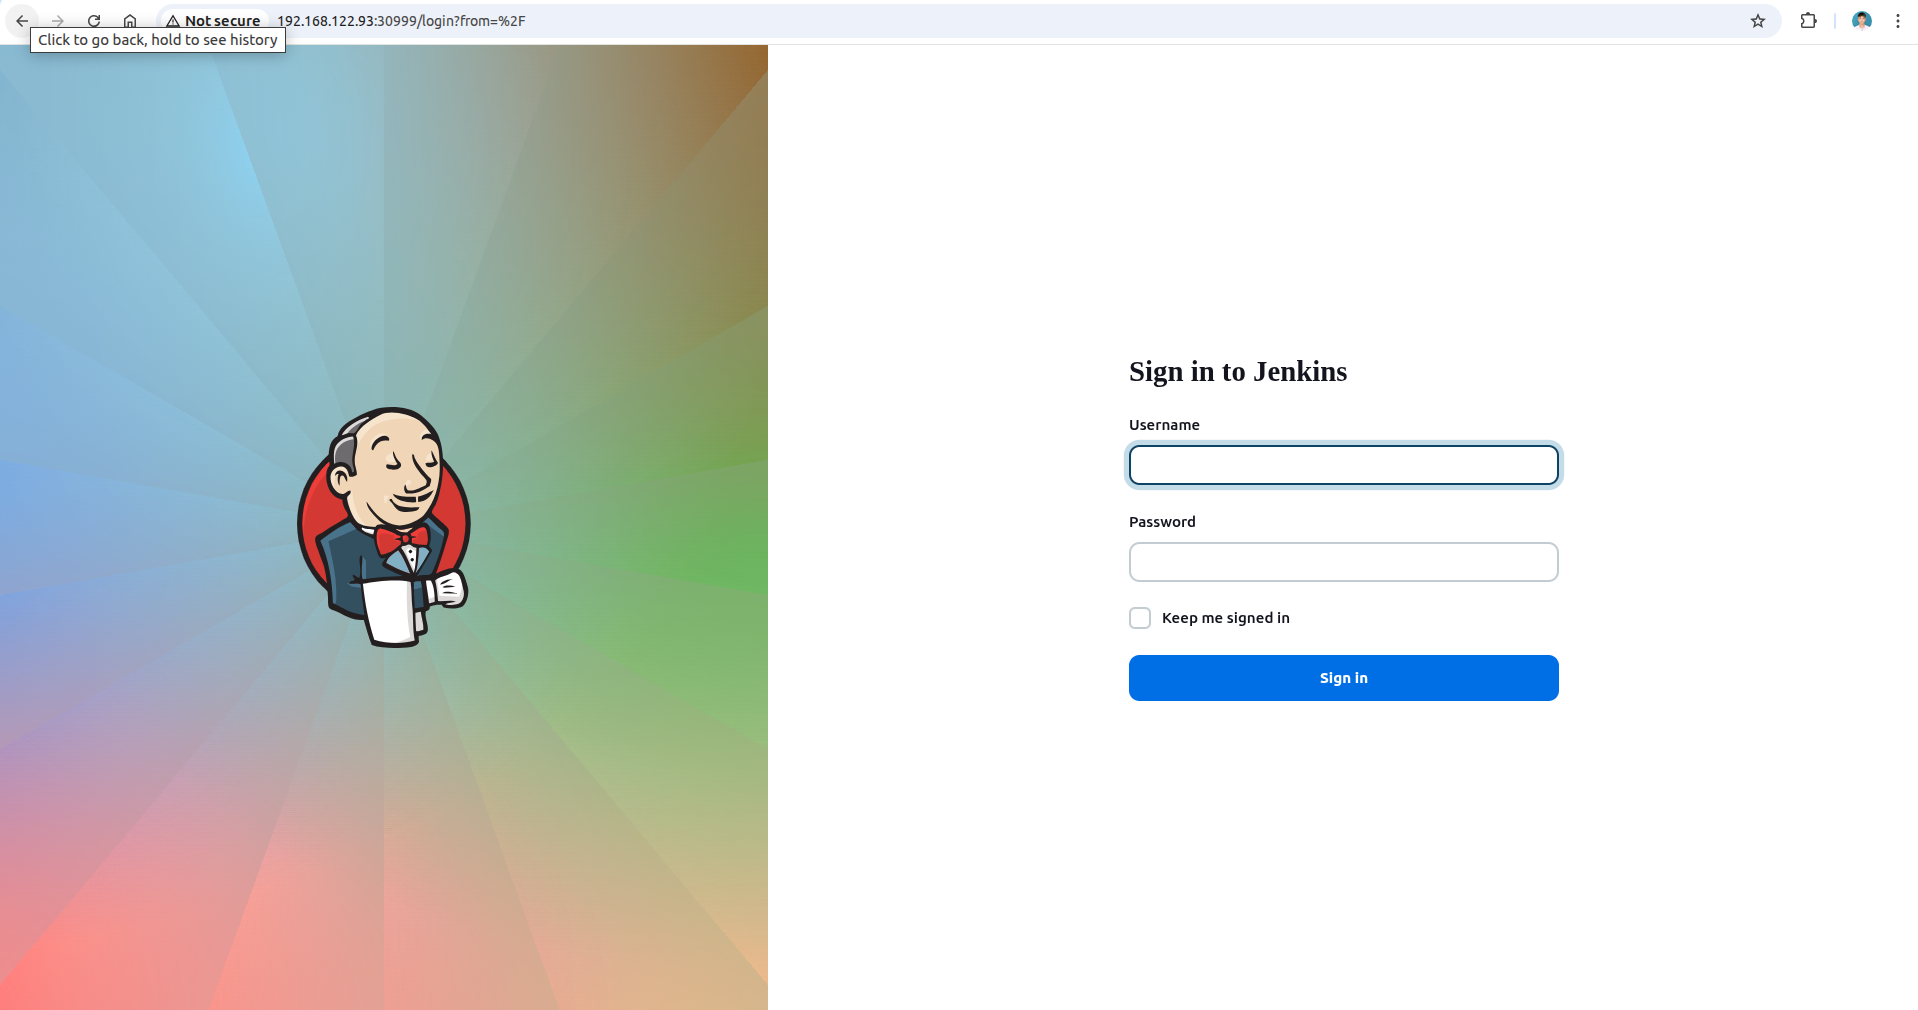 Not secure 192.168.122.93:30999/login?from=%2F
Click to go back, hold to see history
Sign in to Jenkins
Username
Password
Keep me signed in
Sign in